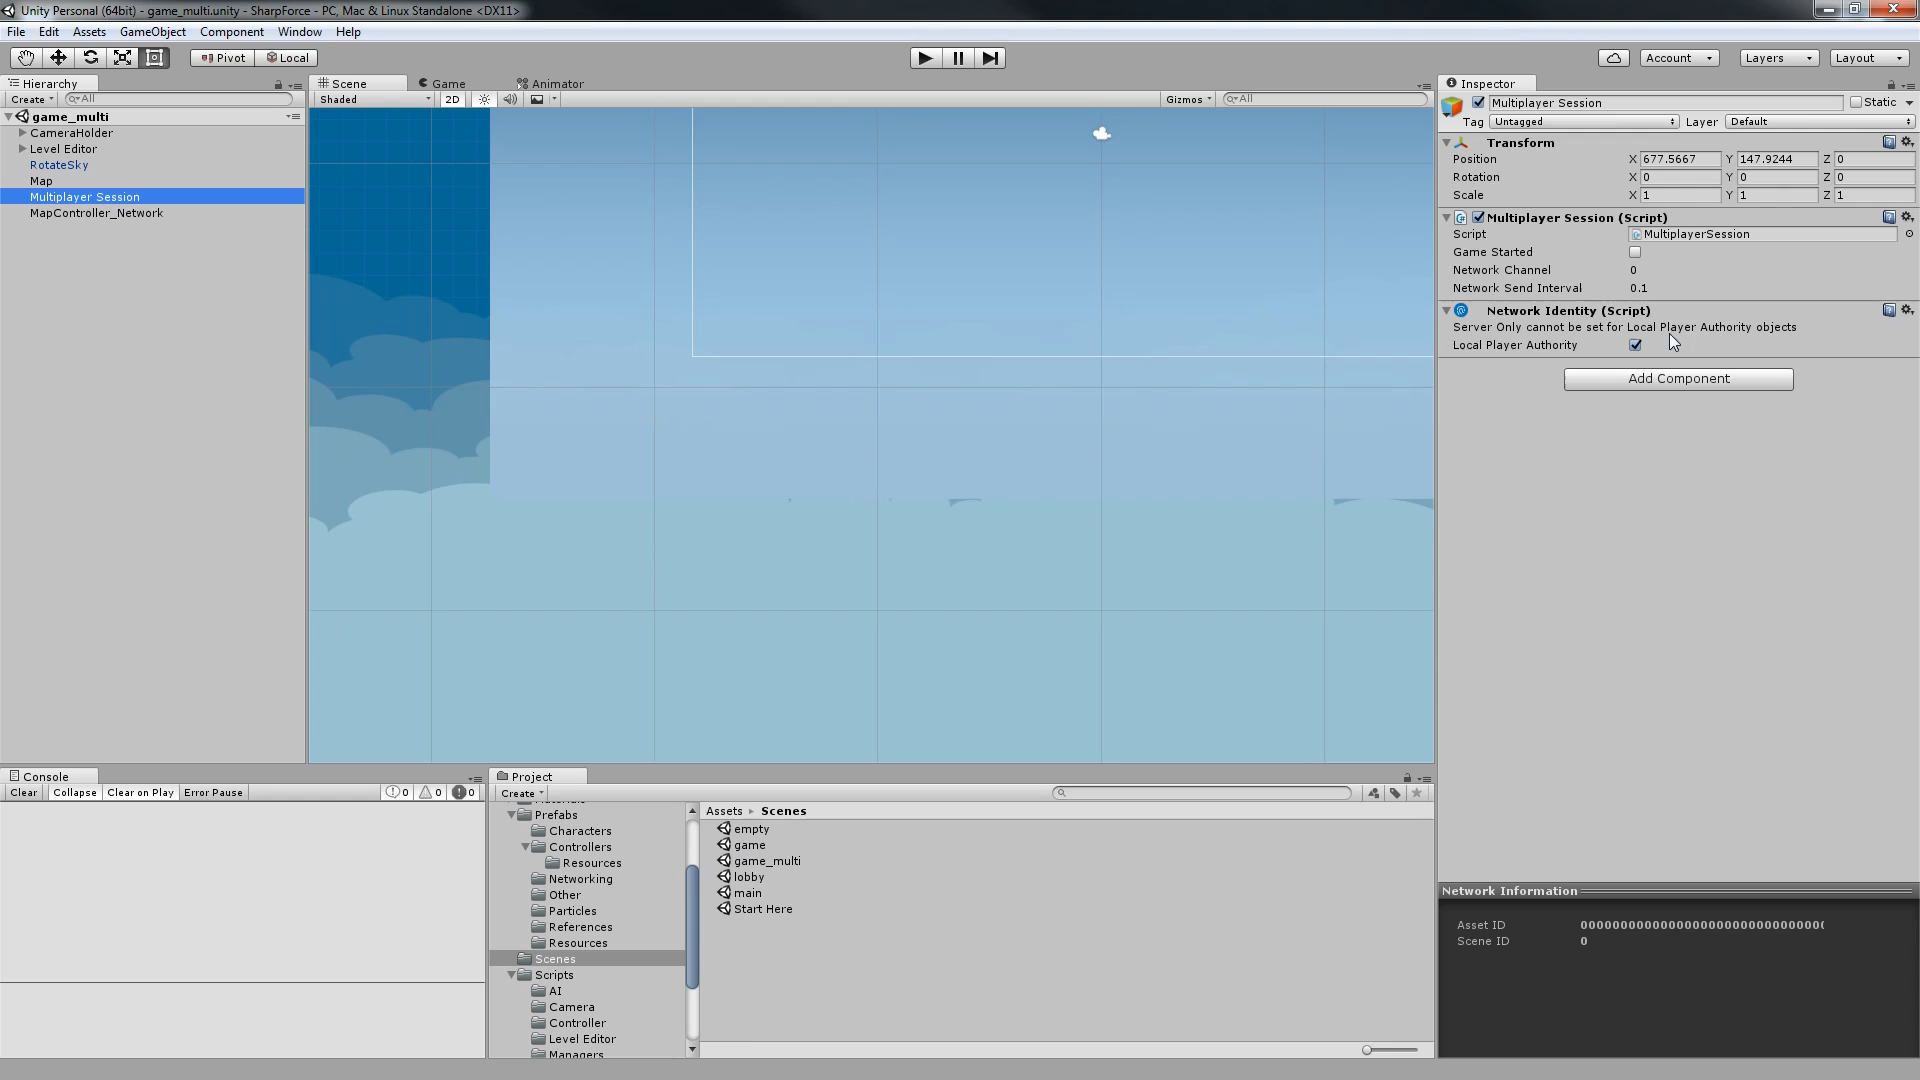 Unity Personal (64bit) - game_multi.unity - SharpForce - PC, Mac & Linux Standalone <DX11>
File Edit Assets GameObject Component Window Help
Pivot Local Account Layers Layout
Hierarchy
Create All
game_multi
CameraHolder
Level Editor
RotateSky
Map
Multiplayer Session
MapController_Network
Scene Game Animator
Shaded 2D Gizmos All
Inspector
Multiplayer Session Static
Tag Untagged Layer Default
Transform
Position X 677.5667 Y 147.9244 Z 0
Rotation X 0 Y 0 Z 0
Scale X 1 Y 1 Z 1
Multiplayer Session (Script)
Script MultiplayerSession
Game Started
Network Channel 0
Network Send Interval 0.1
Network Identity (Script)
Server Only cannot be set for Local Player Authority objects
Local Player Authority
Add Component
Console
Clear Collapse Clear on Play Error Pause 0 0 0
Project
Create
Prefabs
Characters
Controllers
Resources
Networking
Other
Particles
References
Resources
Scenes
Scripts
AI
Camera
Controller
Level Editor
Managers
Assets Scenes
empty
game
game_multi
lobby
main
Start Here
Network Information
Asset ID
Scene ID 0